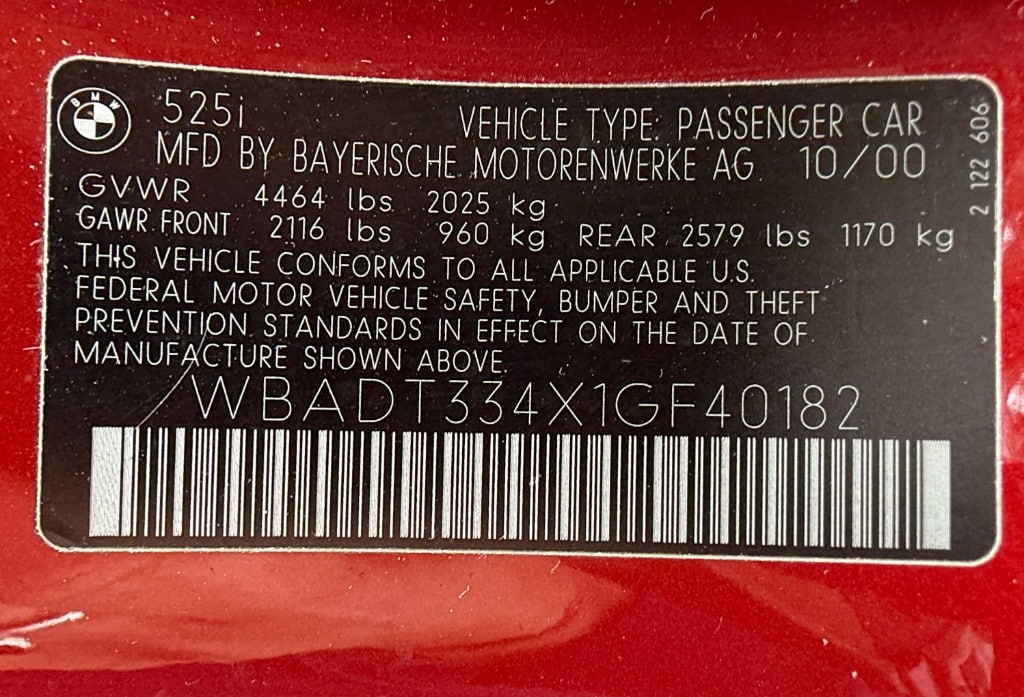 BMW
525i
VEHICLE TYPE: PASSENGER CAR
MFD BY BAYERISCHE MOTORENWERKE AG 10/00
GVWR 4464 lbs 2025 kg
GAWR FRONT 2116 lbs 960 kg REAR 2579 lbs 1170 kg
THIS VEHICLE CONFORMS TO ALL APPLICABLE U.S.
FEDERAL MOTOR VEHICLE SAFETY, BUMPER AND THEFT
PREVENTION STANDARDS IN EFFECT ON THE DATE OF
MANUFACTURE SHOWN ABOVE.
WBADT334X1GF40182
2 122 606